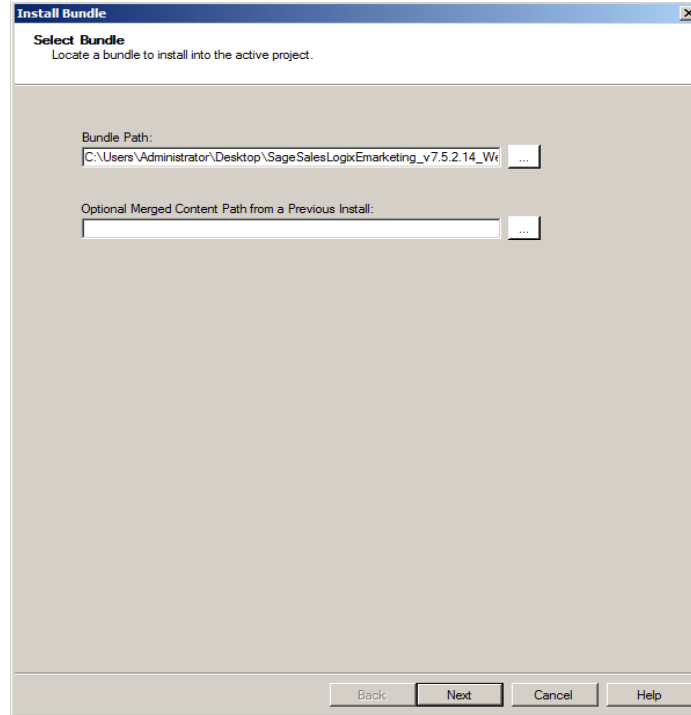 Install Bundle
Select Bundle
Locate a bundle to install into the active project.
Bundle Path:
C:\Users\Administrator\Desktop\SageSalesLogixEmarketing_v7.5.2.14_We
...
Optional Merged Content Path from a Previous Install:
...
Back Next Cancel Help